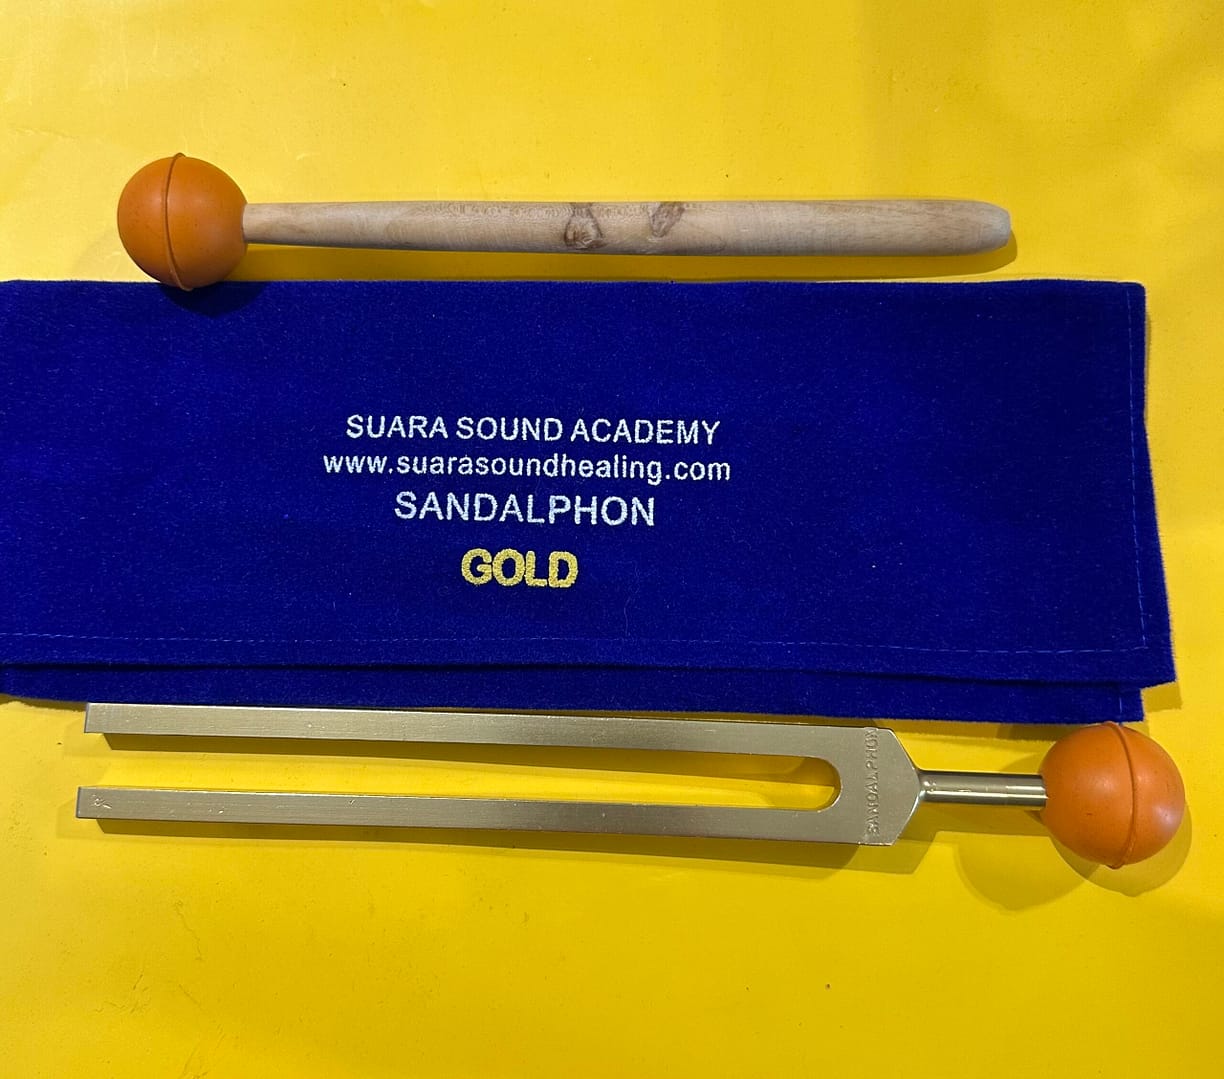 SUARA SOUND ACADEMY
www.suarasoundhealing.com
SANDALPHON
GOLD
SANDALPHON